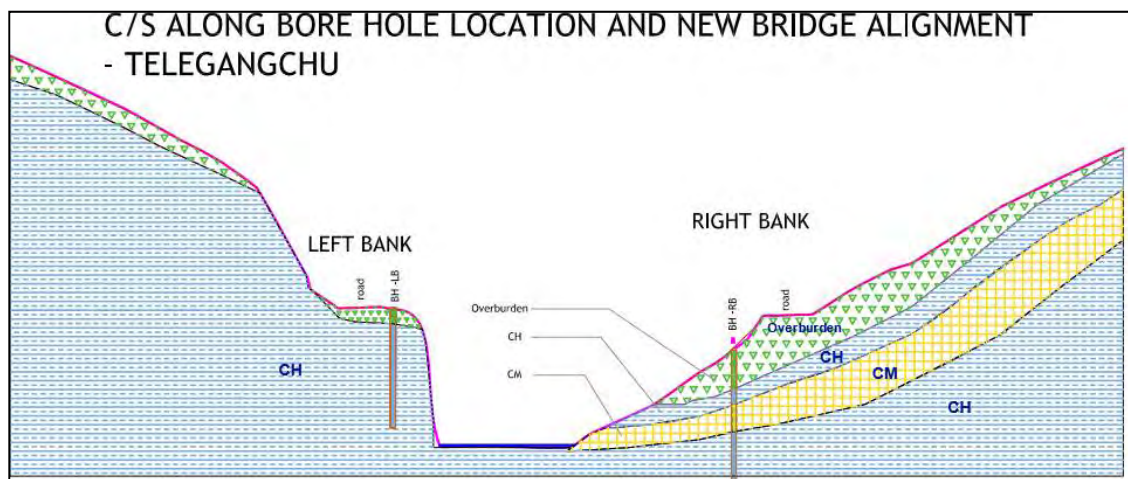 C/S ALONG BORE HOLE LOCATION AND NEW BRIDGE ALIGNMENT
- TELEGANGCHU
LEFT BANK
RIGHT BANK
road
BH -LB
Overburden
CH
CM
BH -RB
road
Overburden
CH
CM
CH
CH